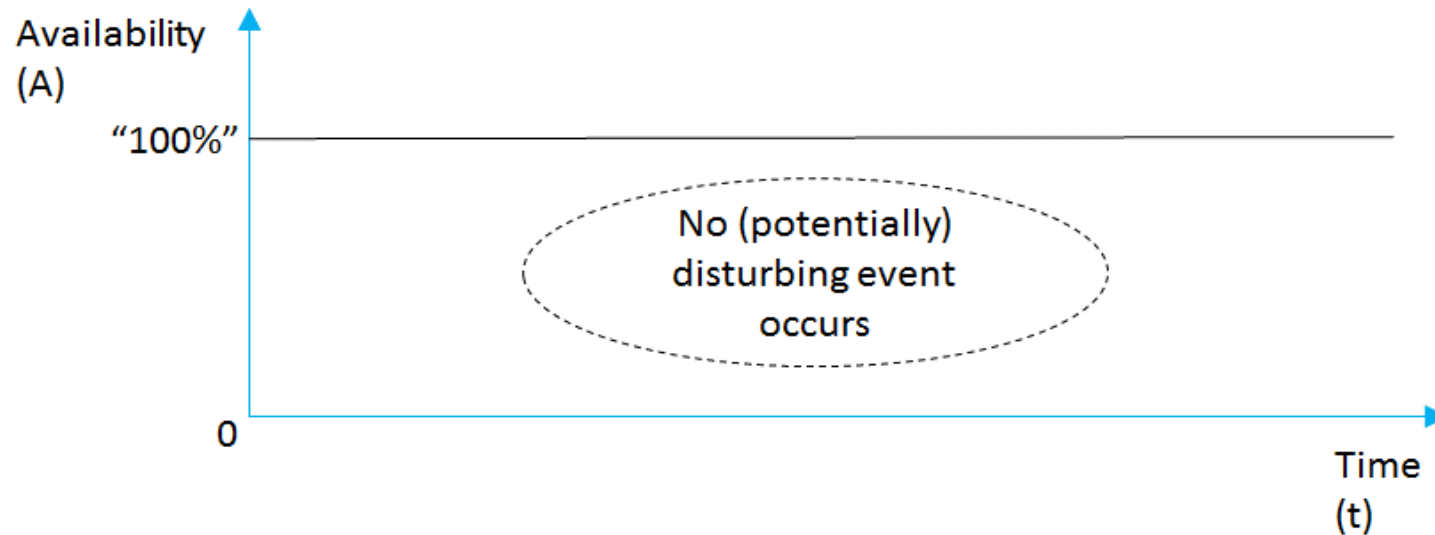 Availability
(A)
“100%”
No (potentially)
disturbing event
occurs
0
Time
(t)